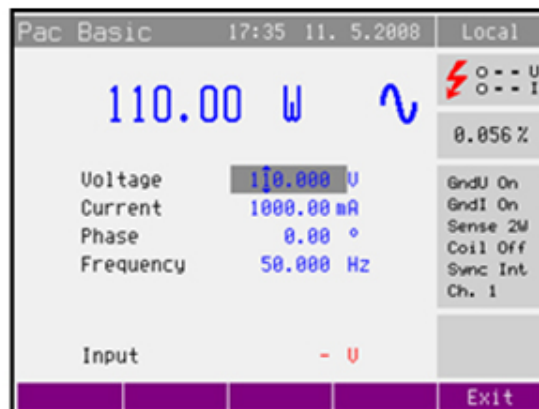 Pac Basic 17:35 11. 5.2008 Local
U
I
110.00 W
0.056 %
Voltage 110.000 V
Current 1000.00 mA
Phase 0.00 °
Frequency 50.000 Hz
GndU On
GndI On
Sense 2W
Coil Off
Sync Int
Ch. 1
Input - V
Exit